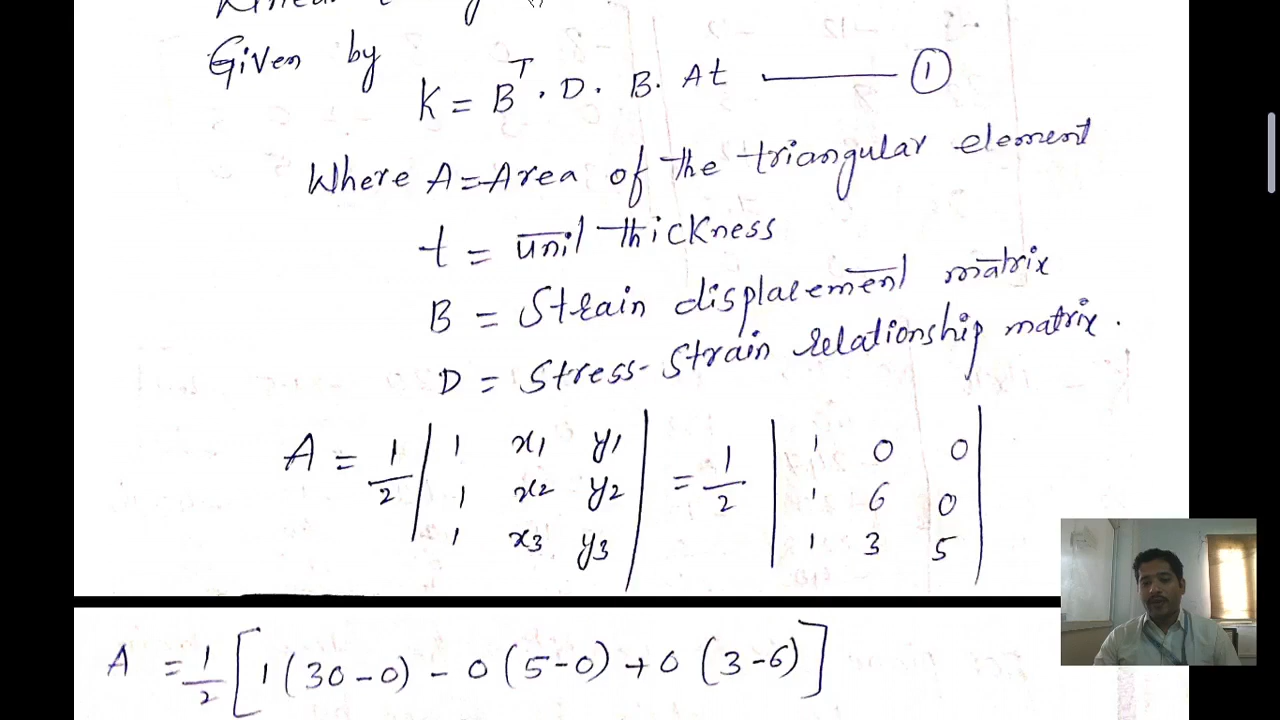 Given by
K = Bᵀ . D . B . At ——— ①
Where A = Area of the triangular element
t = unit thickness
B = Strain displacement matrix
D = Stress-Strain relationship matrix.
A = 1/2 | 1 x1 y1 | = 1/2 | 1 0 0 |
| 1 x2 y2 | | 1 6 0 |
| 1 x3 y3 | | 1 3 5 |
A = 1/2 [ 1 (30-0) - 0 (5-0) + 0 (3-6) ]